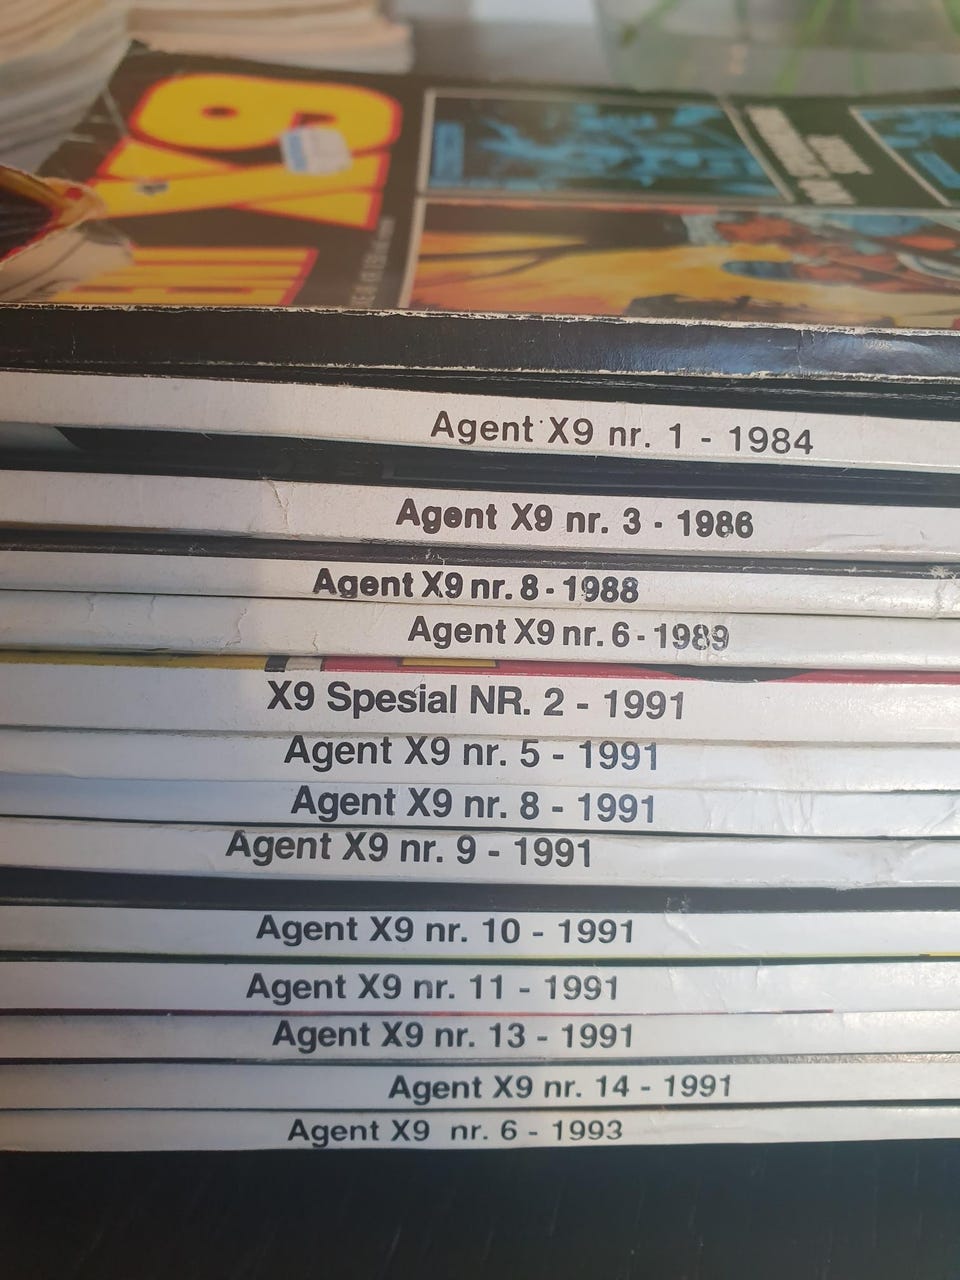 X9
Agent X9 nr. 1 - 1984
Agent X9 nr. 3 - 1986
Agent X9 nr. 8 - 1988
Agent X9 nr. 6 - 1989
X9 Spesial NR. 2 - 1991
Agent X9 nr. 5 - 1991
Agent X9 nr. 8 - 1991
Agent X9 nr. 9 - 1991
Agent X9 nr. 10 - 1991
Agent X9 nr. 11 - 1991
Agent X9 nr. 13 - 1991
Agent X9 nr. 14 - 1991
Agent X9 nr. 6 - 1993